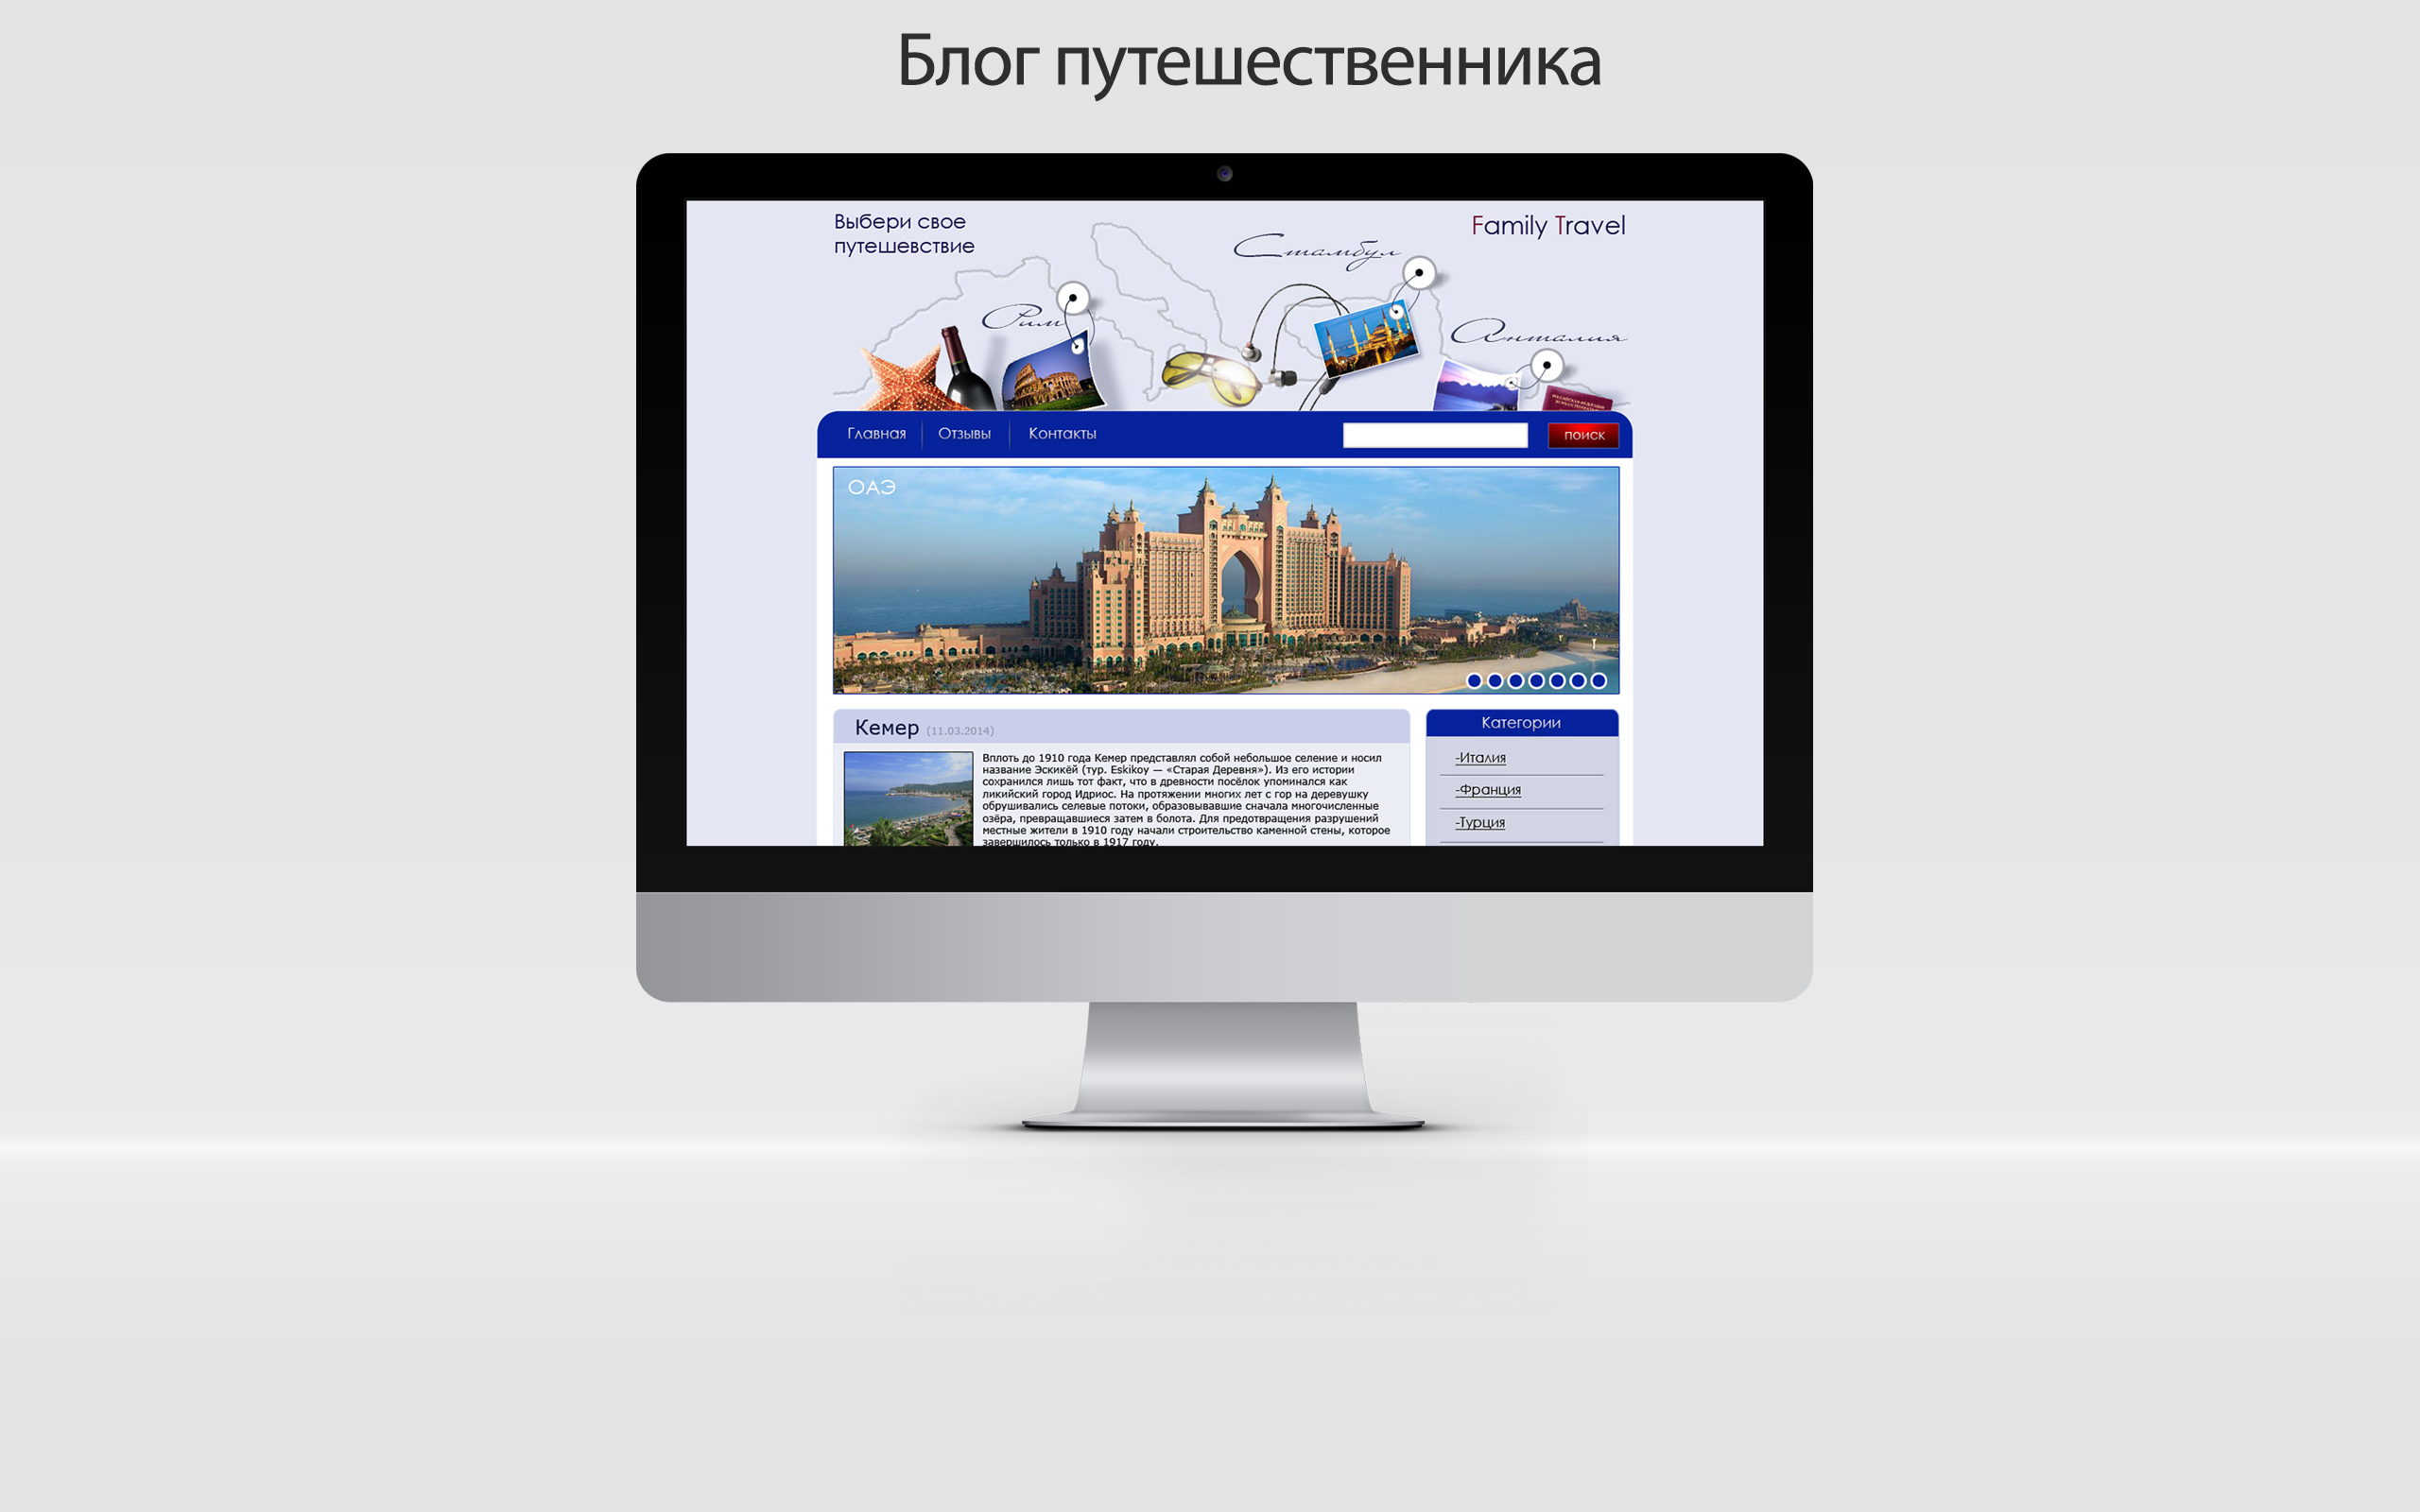 Блог путешественника
Выбери свое
путешевствие
Family Travel
Стамбул
Рим
Анталия
Главная
Отзывы
Контакты
поиск
ОАЭ
Кемер (11.03.2014)
Вплоть до 1910 года Кемер представлял собой небольшое селение и носил
название Эскикёй (тур. Eskikoy — «Старая Деревня»). Из его истории
сохранился лишь тот факт, что в древности посёлок упоминался как
ликийский город Идриос. На протяжении многих лет с гор на деревушку
обрушивались селевые потоки, образовывавшие сначала многочисленные
озёра, превращавшиеся затем в болота. Для предотвращения разрушений
местные жители в 1910 году начали строительство каменной стены, которое
завершилось только в 1917 году.
Категории
-Италия
-Франция
-Турция